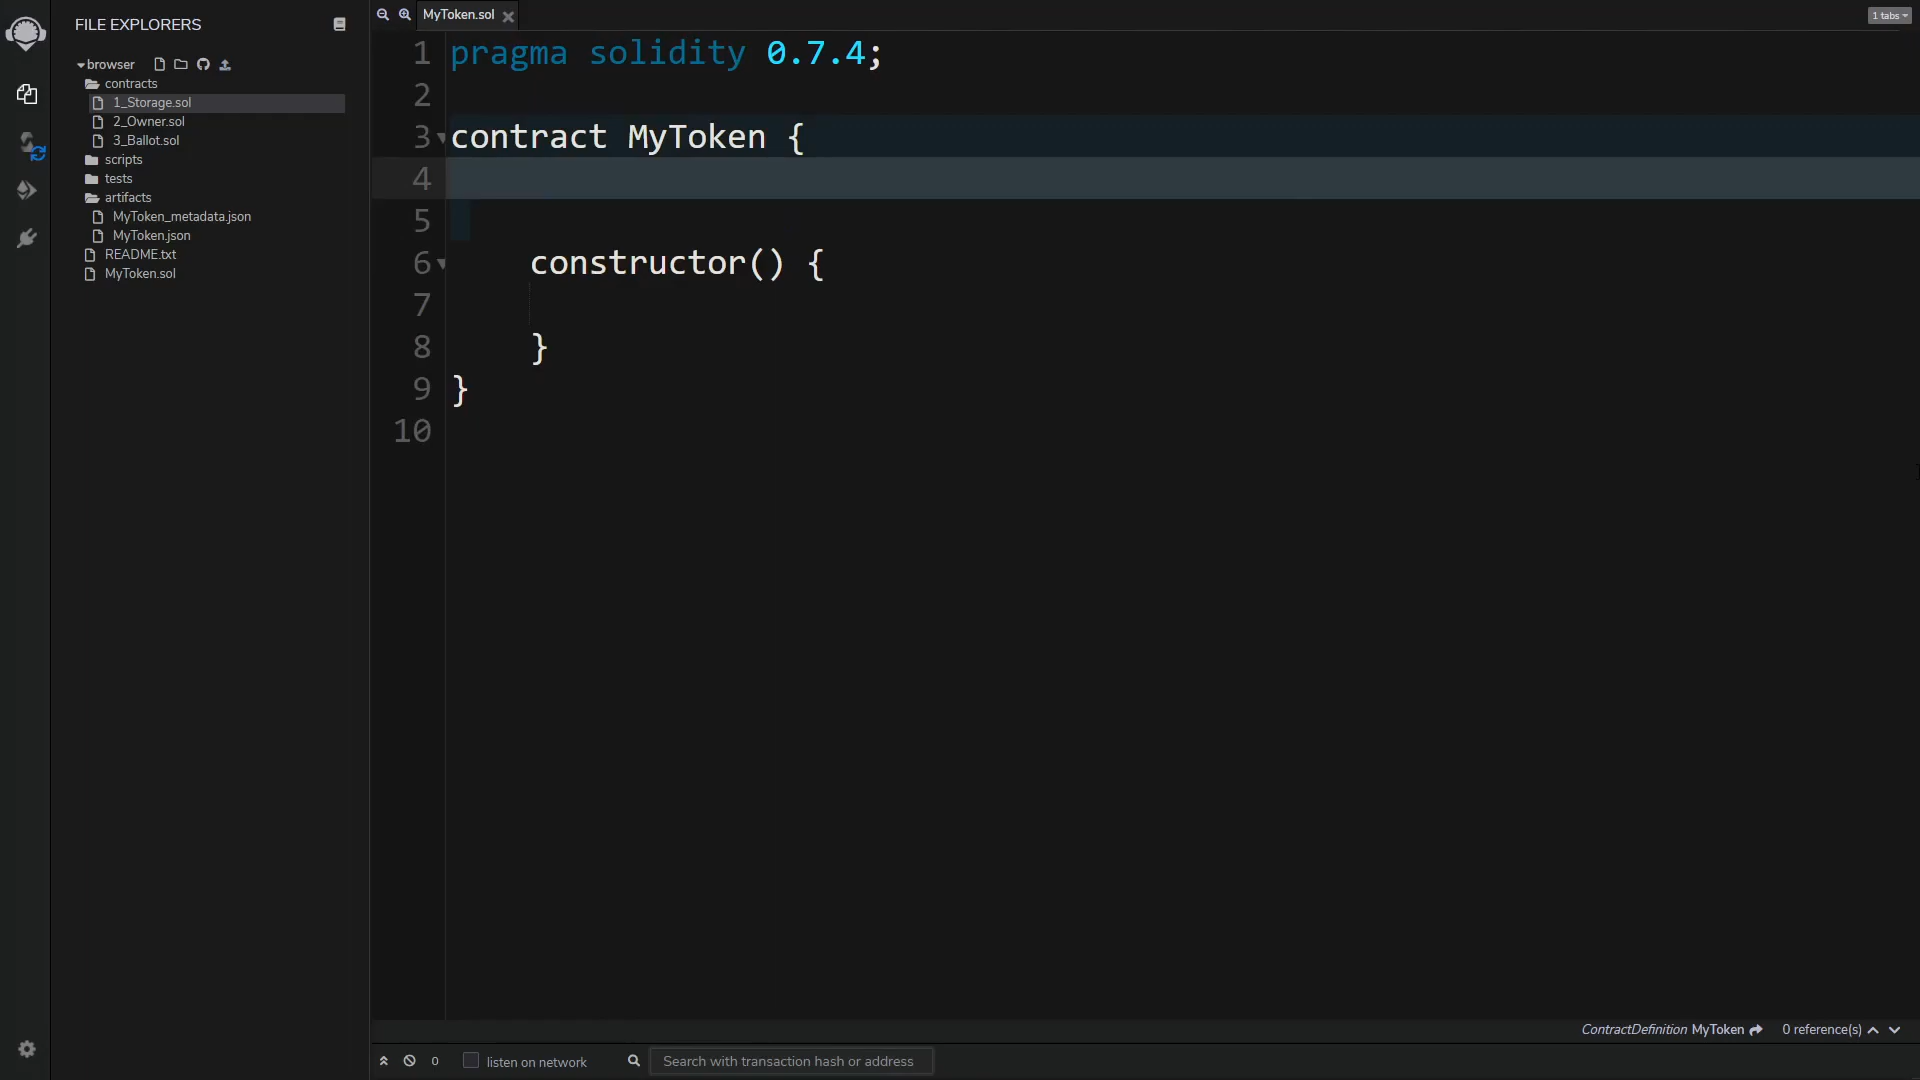 FILE EXPLORERS
browser
contracts
1_Storage.sol
2_Owner.sol
3_Ballot.sol
scripts
tests
artifacts
MyToken_metadata.json
MyToken.json
README.txt
MyToken.sol
MyToken.sol
1 tabs
1 pragma solidity 0.7.4;
2
3 contract MyToken {
4
5
6 constructor() {
7
8 }
9 }
10
ContractDefinition MyToken 0 reference(s)
0 listen on network Search with transaction hash or address